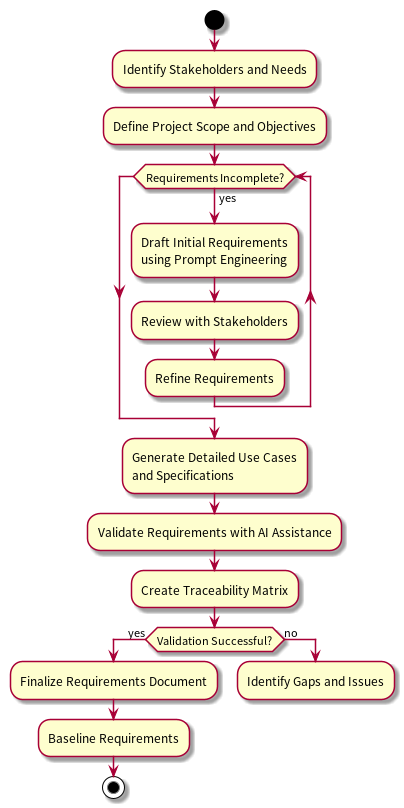 Identify Stakeholders and Needs
Define Project Scope and Objectives
Requirements Incomplete?
yes
Draft Initial Requirements
using Prompt Engineering
Review with Stakeholders
Refine Requirements
Generate Detailed Use Cases
and Specifications
Validate Requirements with AI Assistance
Create Traceability Matrix
yes
Validation Successful?
no
Finalize Requirements Document
Identify Gaps and Issues
Baseline Requirements